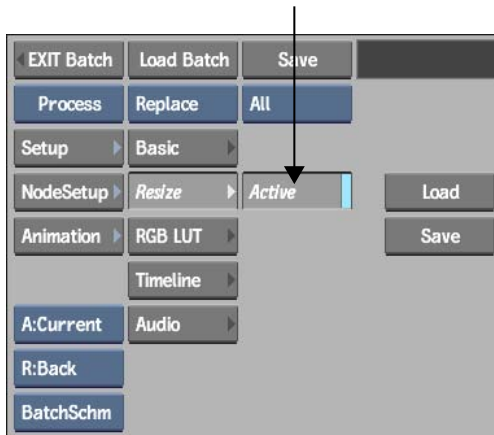 EXIT Batch Load Batch Save
Process Replace All
Setup Basic
NodeSetup Resize Active Load
Animation RGB LUT Save
Timeline
A:Current Audio
R:Back
BatchSchm